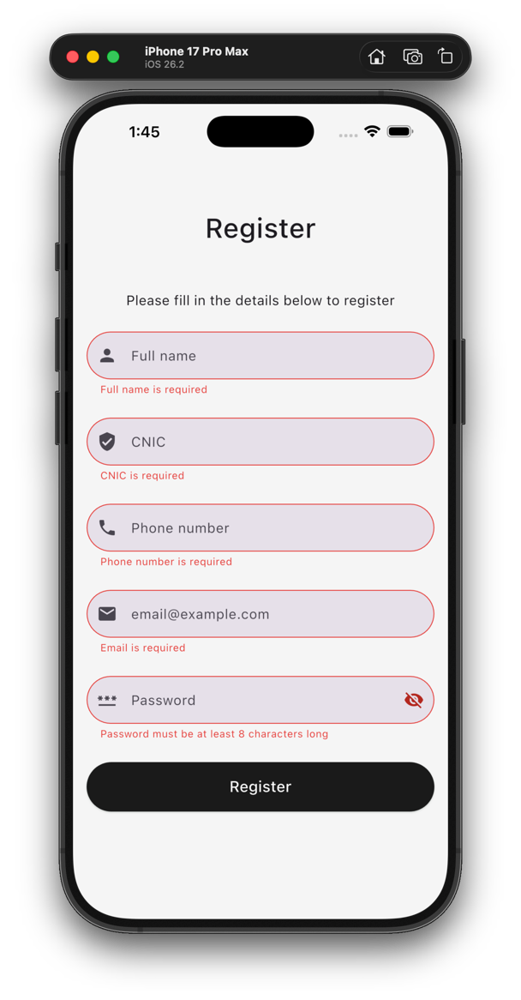 iPhone 17 Pro Max
iOS 26.2
1:45
Register
Please fill in the details below to register
Full name
Full name is required
CNIC
CNIC is required
Phone number
Phone number is required
email@example.com
Email is required
Password
Password must be at least 8 characters long
Register